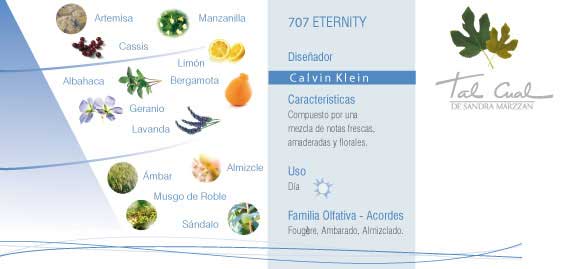 Artemisa
Manzanilla
Cassis
Limón
Albahaca
Bergamota
Geranio
Lavanda
Ámbar
Almizcle
Musgo de Roble
Sándalo
707 ETERNITY
Diseñador
Calvin Klein
Características
Compuesto por una
mezcla de notas frescas,
amaderadas y florales.
Uso
Día
Familia Olfativa - Acordes
Fougère, Ambarado, Almizclado.
Tal Cual
DE SANDRA MARZZAN